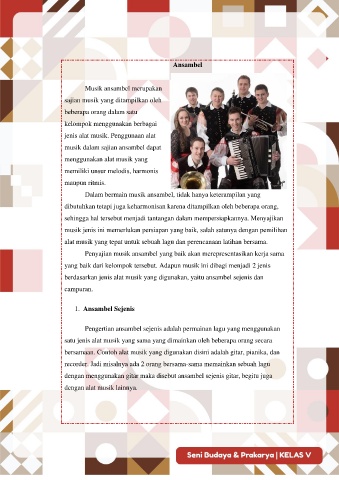 Ansambel
Musik ansambel merupakan
sajian musik yang ditampilkan oleh
beberapa orang dalam satu
kelompok menggunakan berbagai
jenis alat musik. Penggunaan alat
musik dalam sajian ansambel dapat
menggunakan alat musik yang
memiliki unsur melodis, harmonis
maupun ritmis.
Dalam bermain musik ansambel, tidak hanya keterampilan yang
dibutuhkan tetapi juga keharmonisan karena ditampilkan oleh beberapa orang,
sehingga hal tersebut menjadi tantangan dalam mempersiapkannya. Menyajikan
musik jenis ini memerlukan persiapan yang baik, salah satunya dengan pemilihan
alat musik yang tepat untuk sebuah lagu dan perencanaan latihan bersama.
Penyajian musik ansambel yang baik akan merepresentasikan kerja sama
yang baik dari kelompok tersebut. Adapun musik ini dibagi menjadi 2 jenis
berdasarkan jenis alat musik yang digunakan, yaitu ansambel sejenis dan
campuran.
1. Ansambel Sejenis
Pengertian ansambel sejenis adalah permainan lagu yang menggunakan
satu jenis alat musik yang sama yang dimainkan oleh beberapa orang secara
bersamaan. Contoh alat musik yang digunakan disini adalah gitar, pianika, dan
recorder. Jadi misalnya ada 2 orang bersama-sama memainkan sebuah lagu
dengan menggunakan gitar maka disebut ansambel sejenis gitar, begitu juga
dengan alat musik lainnya.
Seni Budaya & Prakarya | KELAS V